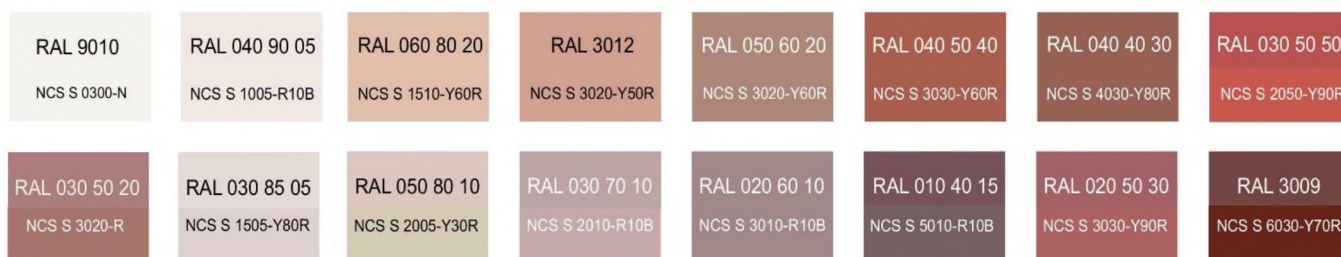 RAL 9010
NCS S 0300-N
RAL 040 90 05
NCS S 1005-R10B
RAL 060 80 20
NCS S 1510-Y60R
RAL 3012
NCS S 3020-Y50R
RAL 050 60 20
NCS S 3020-Y60R
RAL 040 50 40
NCS S 3030-Y60R
RAL 040 40 30
NCS S 4030-Y80R
RAL 030 50 50
NCS S 2050-Y90R
RAL 030 50 20
NCS S 3020-R
RAL 030 85 05
NCS S 1505-Y80R
RAL 050 80 10
NCS S 2005-Y30R
RAL 030 70 10
NCS S 2010-R10B
RAL 020 60 10
NCS S 3010-R10B
RAL 010 40 15
NCS S 5010-R10B
RAL 020 50 30
NCS S 3030-Y90R
RAL 3009
NCS S 6030-Y70R